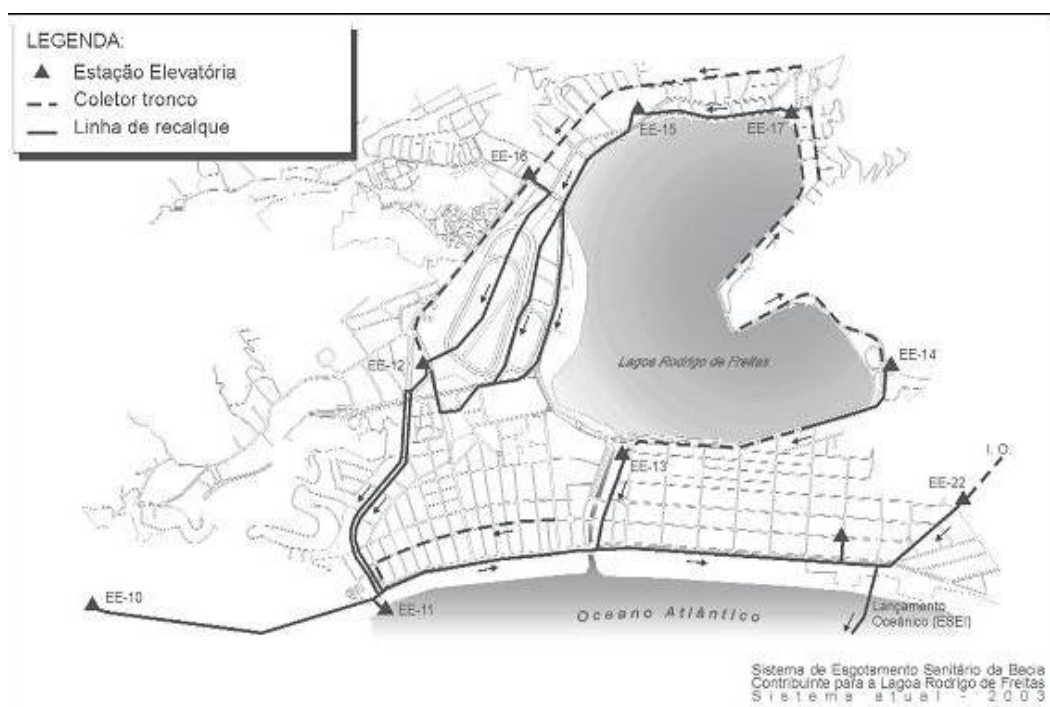 LEGENDA:
Estação Elevatória
Coletor tronco
Linha de recalque
EE-15
EE-17
EE-16
EE-12
Lagoa Rodrigo de Freitas
EE-14
EE-13
I. O.
EE-22
EE-10
EE-11
Oceano Atlântico
Lançamento
Oceânico (ESEI)
Sistema de Esgotamento Sanitário da Bacia
Contribuinte para a Lagoa Rodrigo de Freitas
Sistema atual - 2003